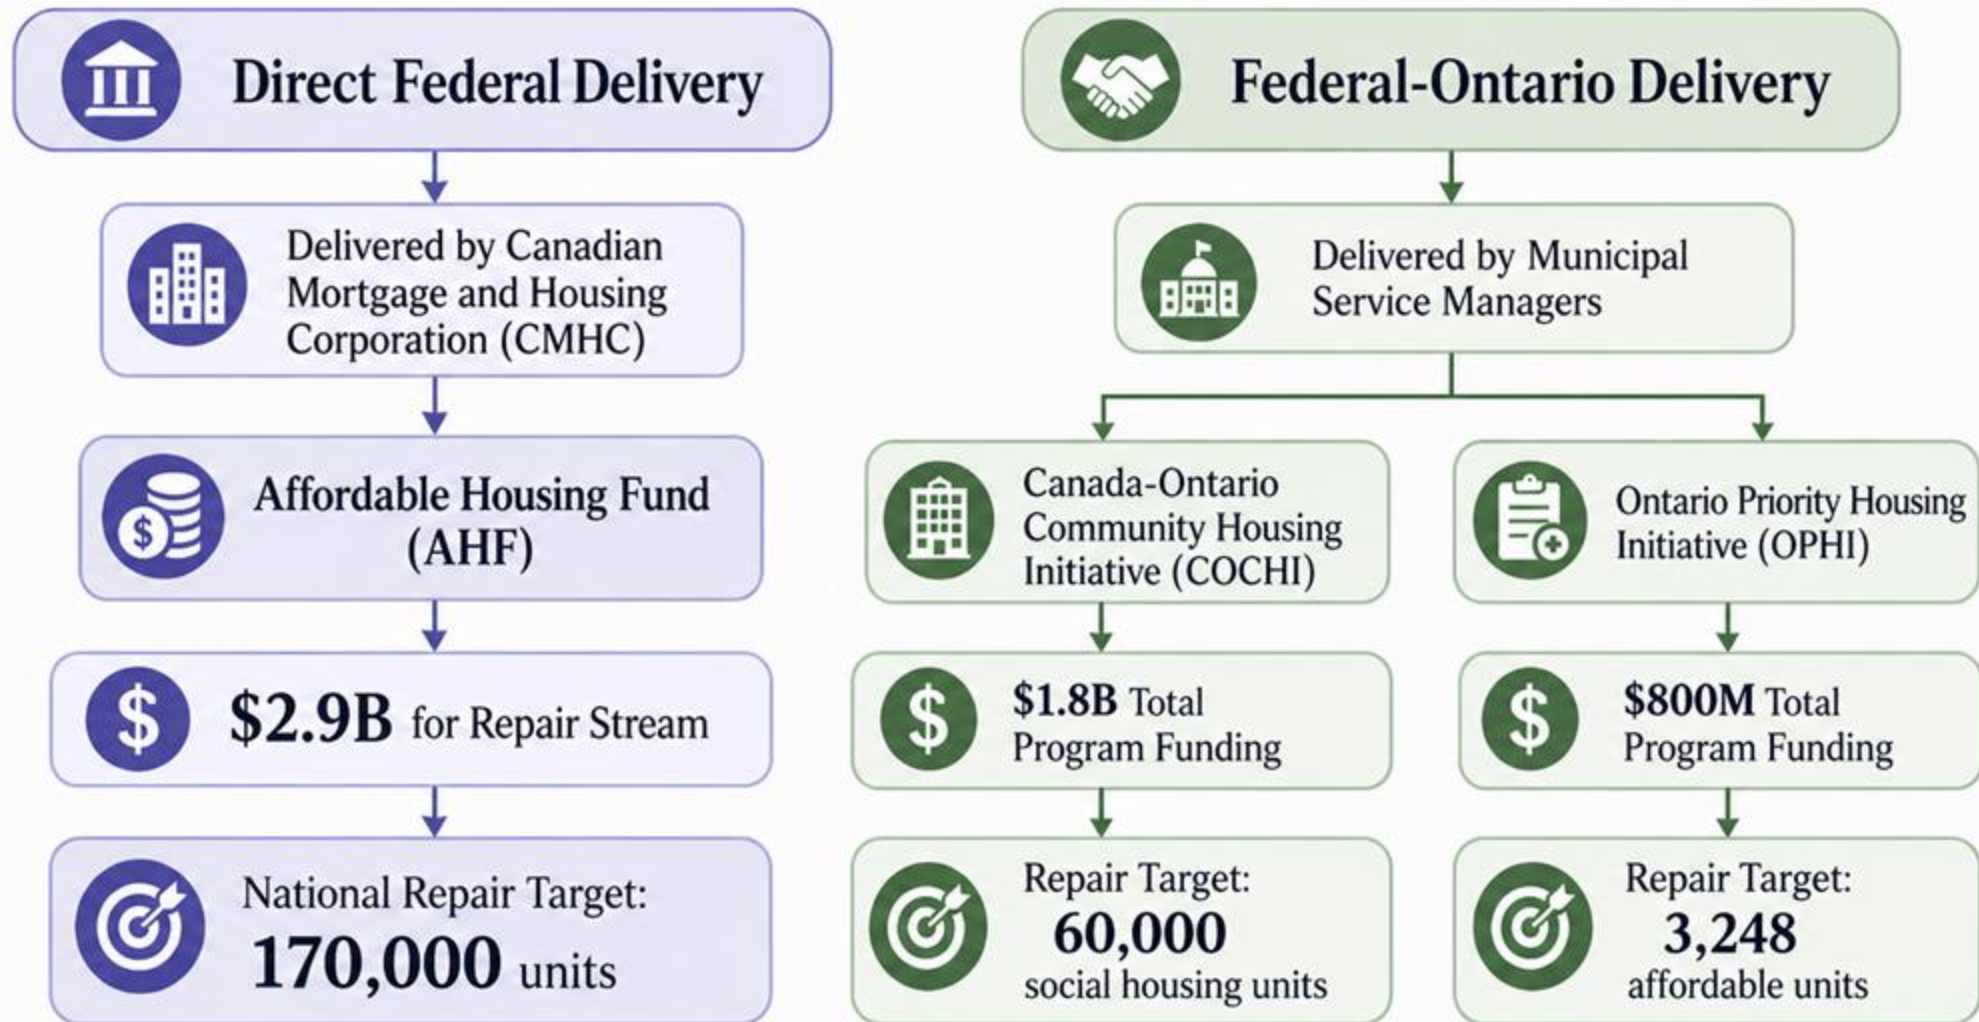 Direct Federal Delivery
Delivered by Canadian
Mortgage and Housing
Corporation (CMHC)
Affordable Housing Fund
(AHF)
$
$ $2.9B for Repair Stream
National Repair Target:
170,000 units
Federal-Ontario Delivery
Delivered by Municipal
Service Managers
Canada-Ontario
Community Housing
Initiative (COCHI)
$ $1.8B Total
Program Funding
Repair Target:
60,000
social housing units
Ontario Priority Housing
Initiative (OPHI)
$ $800M Total
Program Funding
Repair Target:
3,248
affordable units